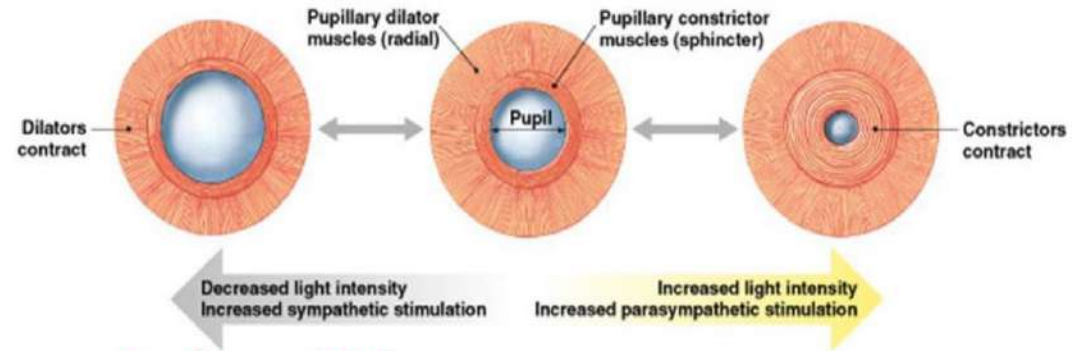 Pupillary dilator
muscles (radial)
Pupillary constrictor
muscles (sphincter)
Dilators
contract
Pupil
Constrictors
contract
Decreased light intensity
Increased sympathetic stimulation
Increased light intensity
Increased parasympathetic stimulation